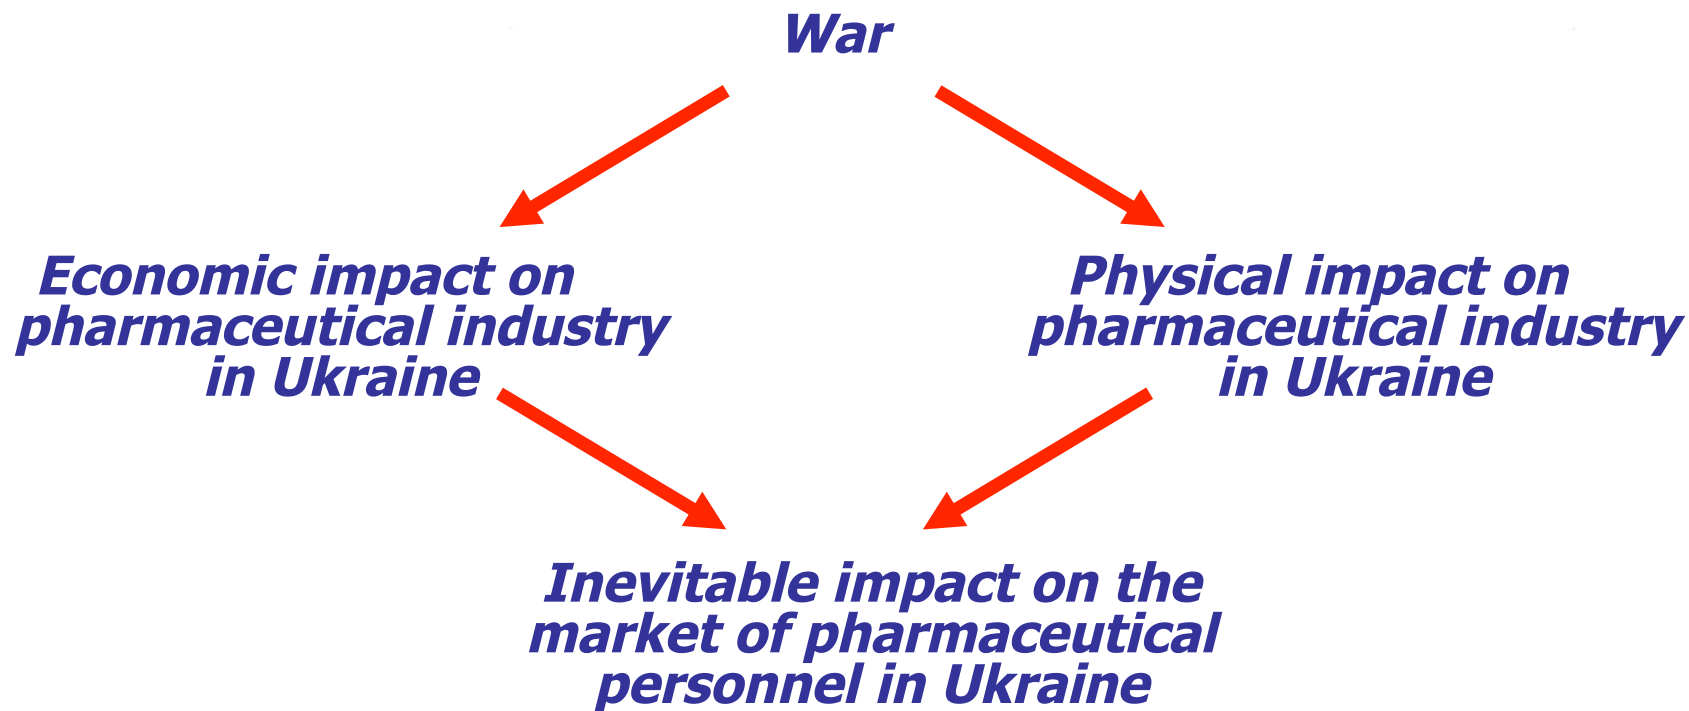 War
Economic impact on
pharmaceutical industry
in Ukraine
Physical impact on
pharmaceutical industry
in Ukraine
Inevitable impact on the
market of pharmaceutical
personnel in Ukraine